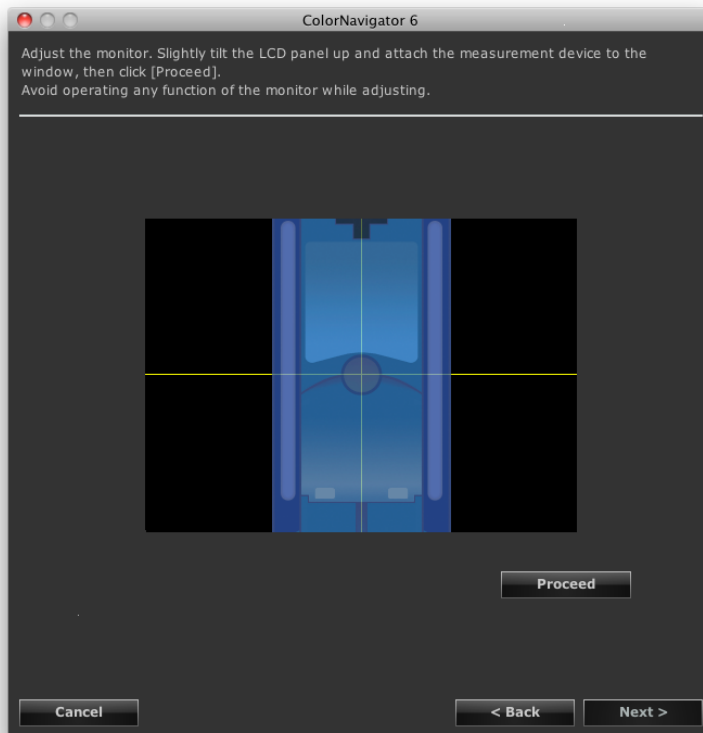 ColorNavigator 6
Adjust the monitor. Slightly tilt the LCD panel up and attach the measurement device to the
window, then click [Proceed].
Avoid operating any function of the monitor while adjusting.
Proceed
Cancel
< Back
Next >